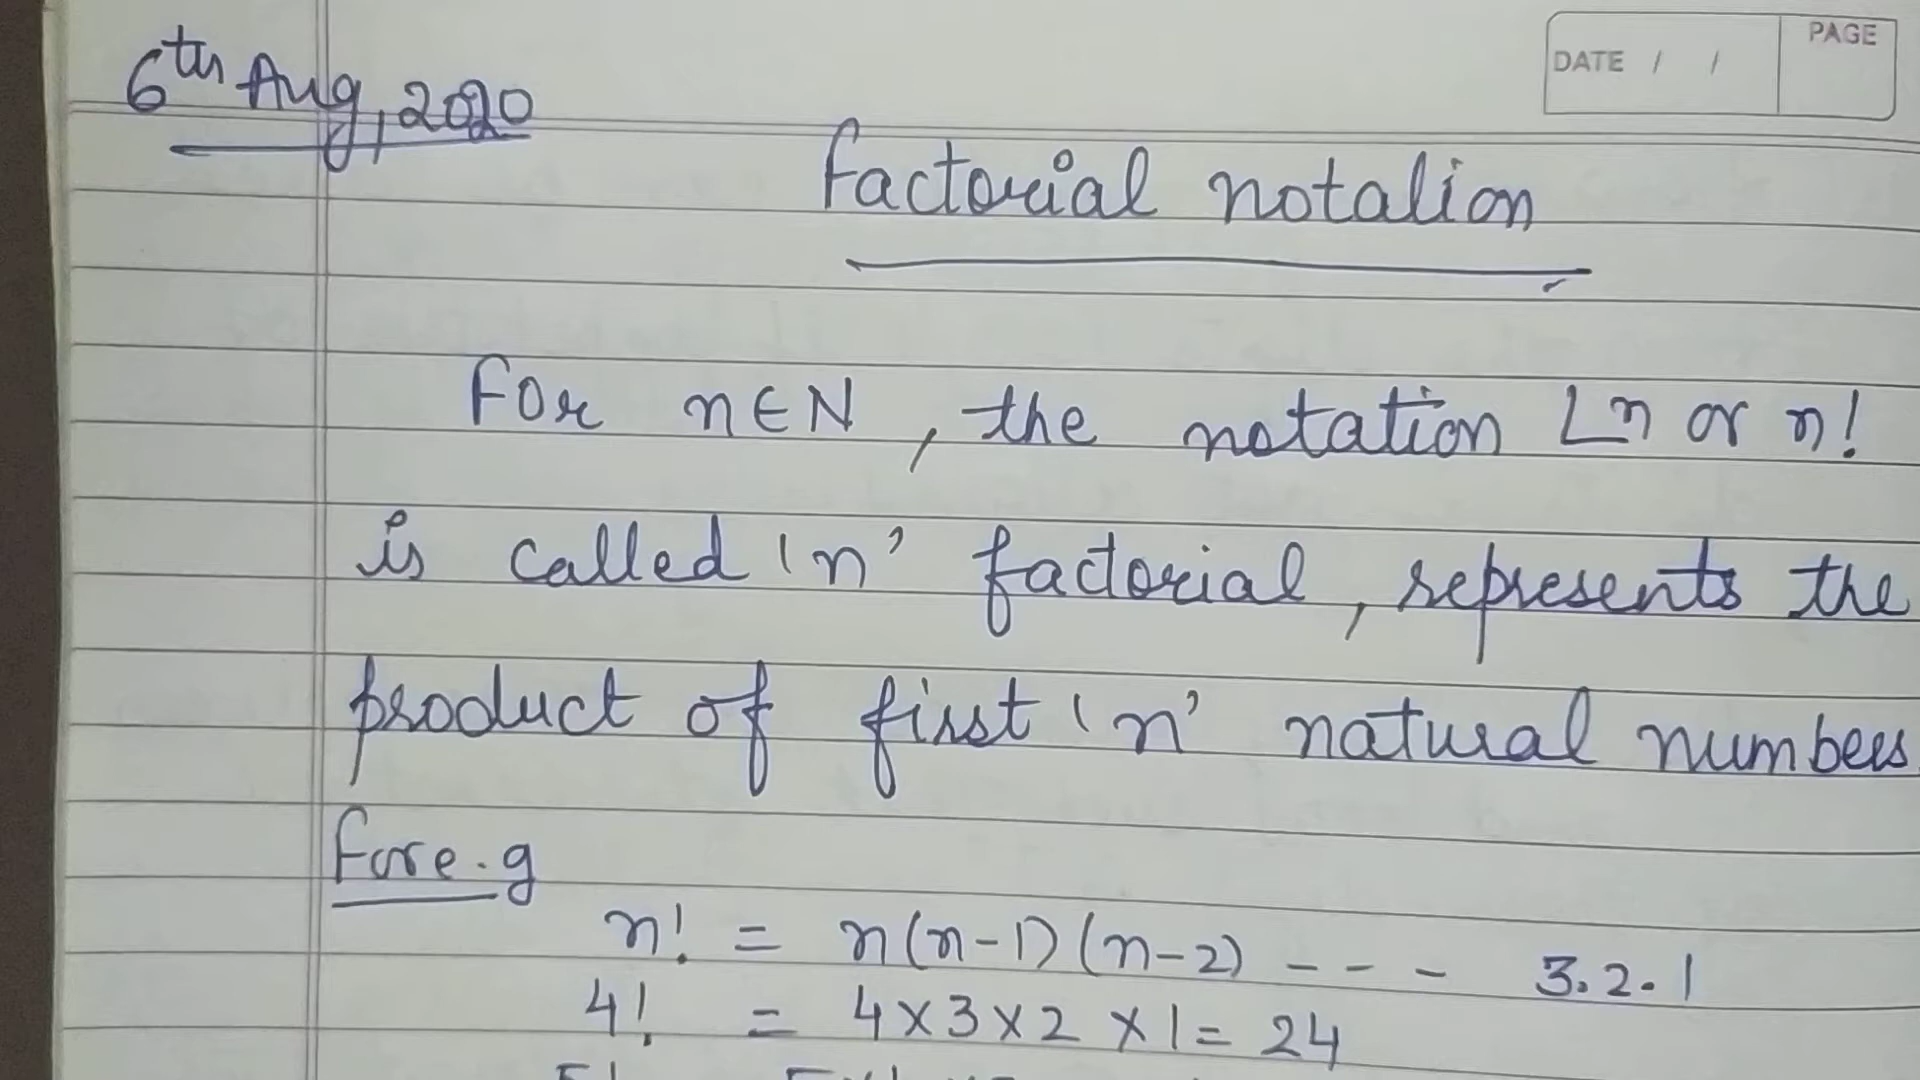 DATE / /
PAGE
6th Aug, 2020
Factorial notation
For n∈N, the notation ∟n or n!
is called 'n' factorial, represents the
product of first 'n' natural numbers
For e.g
n! = n(n-1)(n-2) - - - 3.2.1
4! = 4×3×2×1= 24